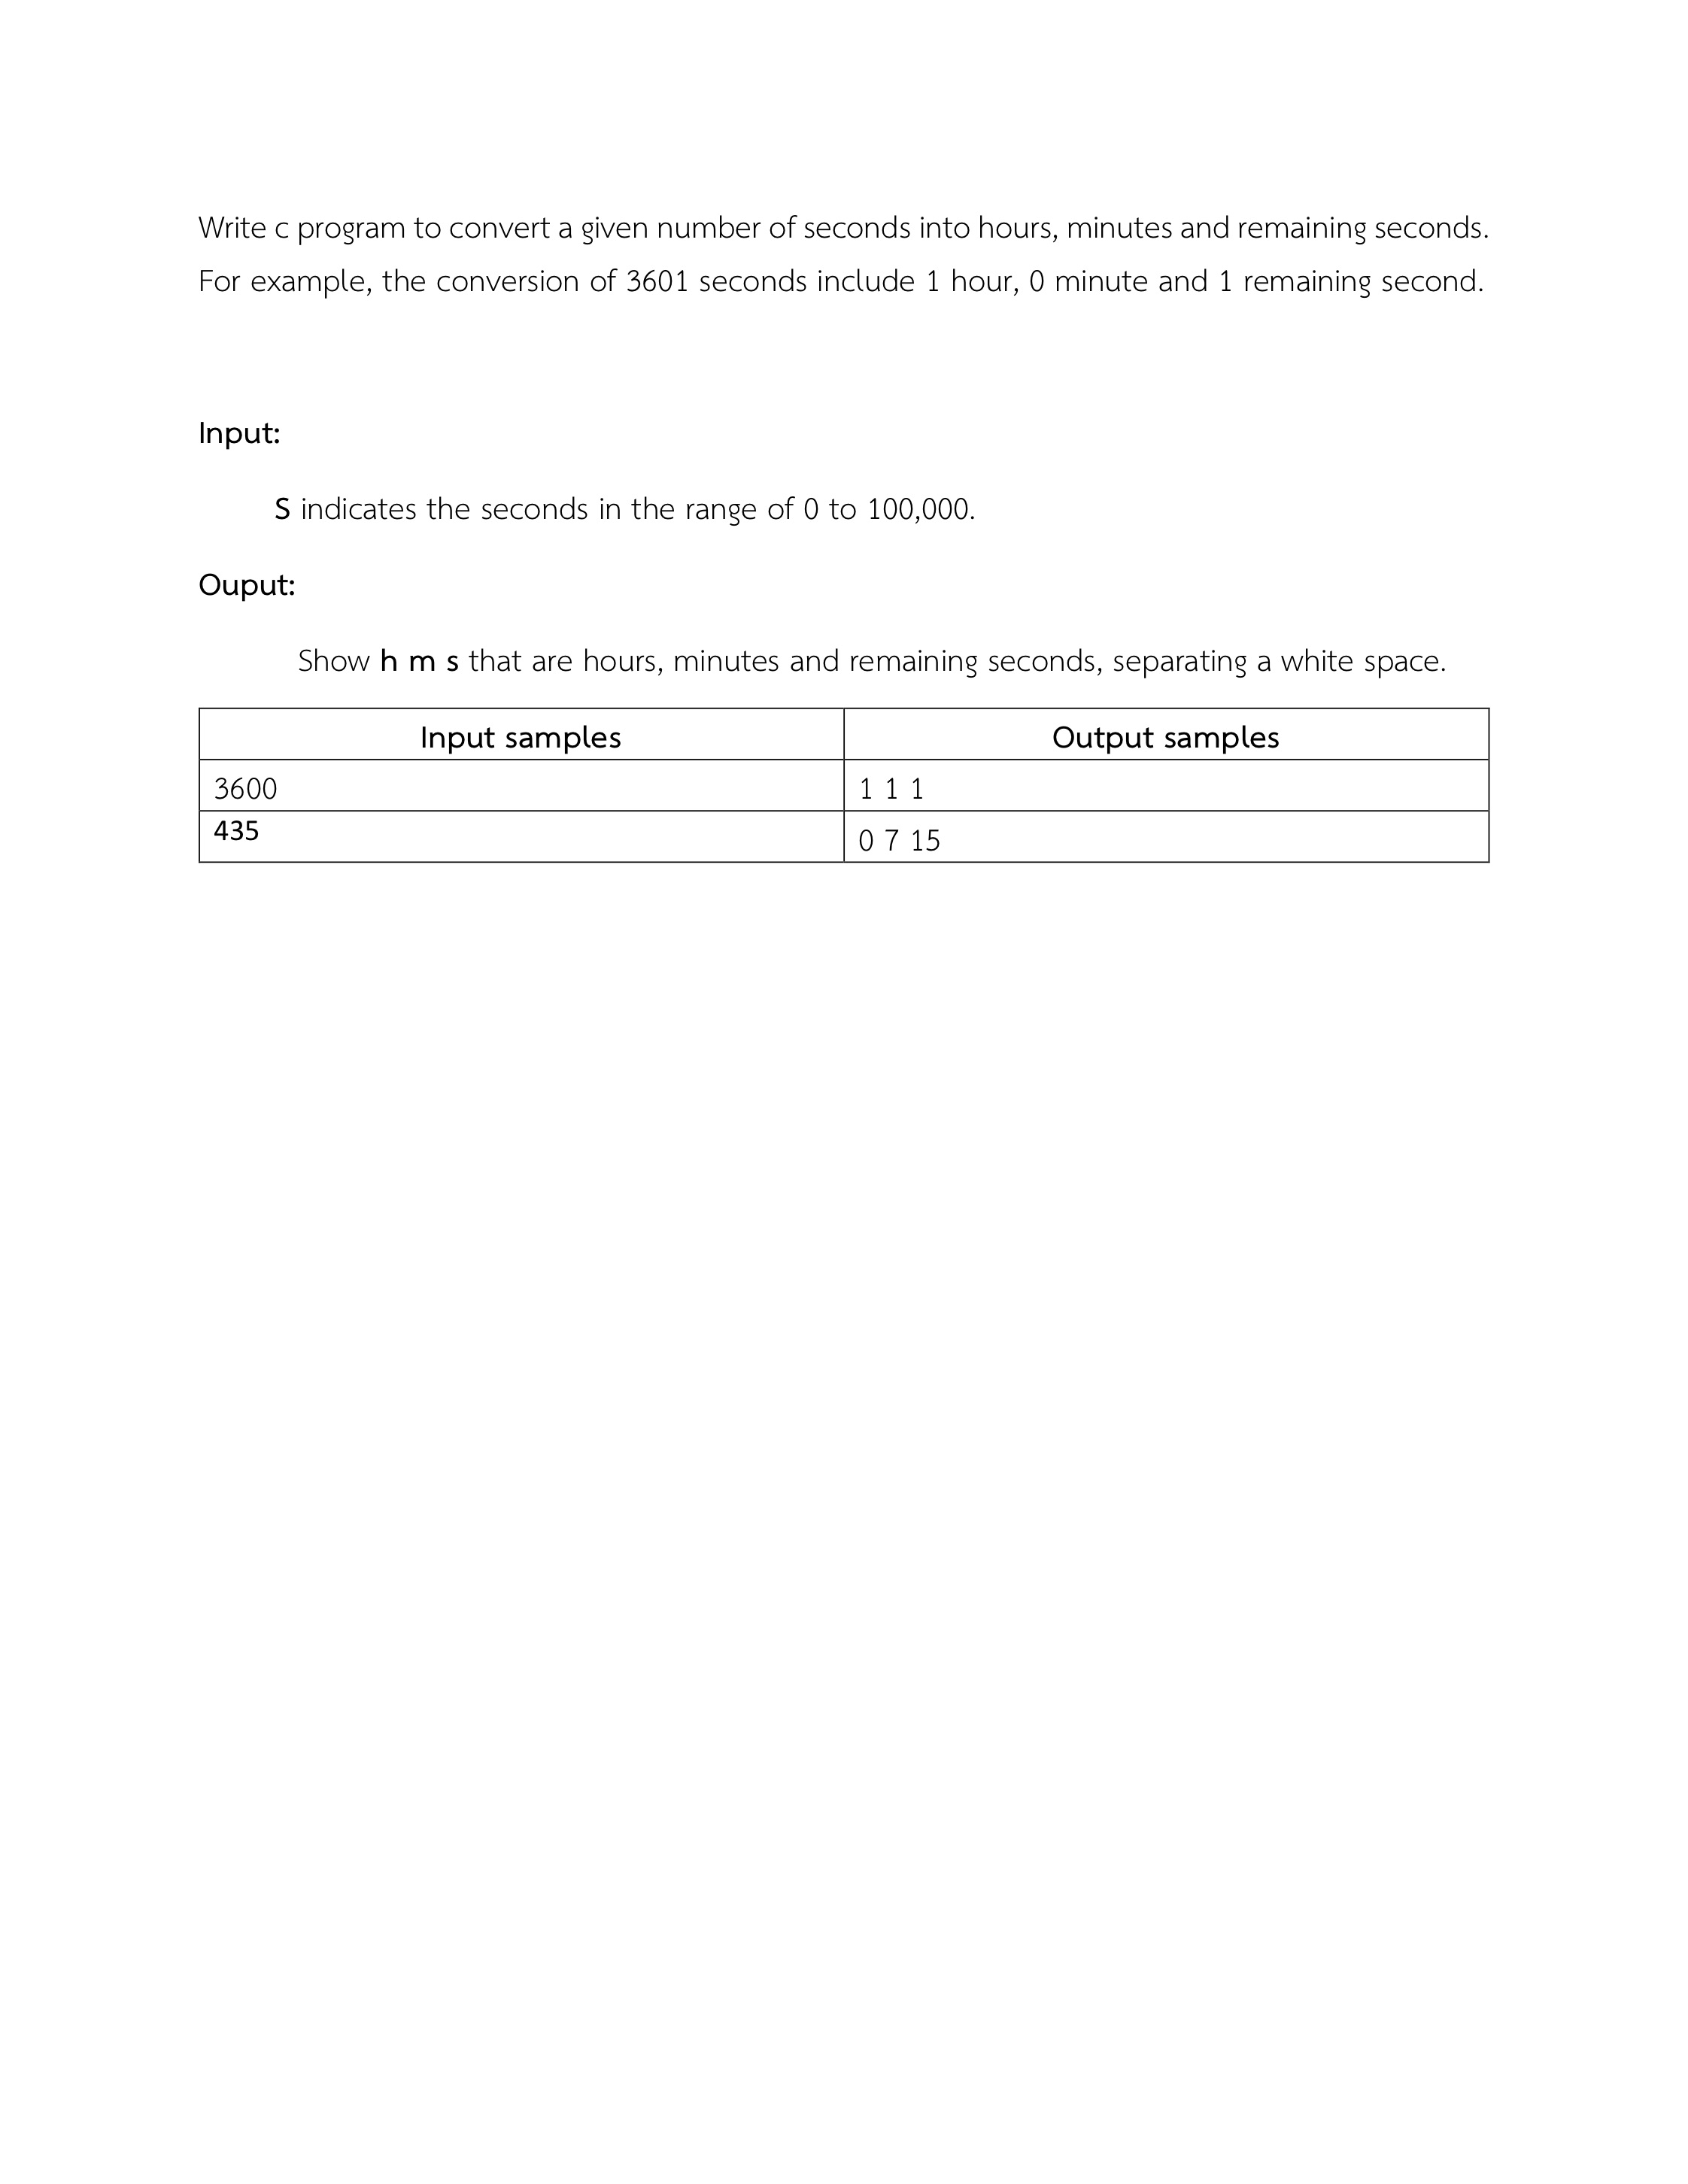 Write c program to convert a given number of seconds into hours, minutes and remaining seconds.
For example, the conversion of 3601 seconds include 1 hour, 0 minute and 1 remaining second.
Input:
S indicates the seconds in the range of 0 to 100,000.
Ouput:
Show h m s that are hours, minutes and remaining seconds, separating a white space.
Input samples Output samples
3600 1 1 1
435 0 7 15